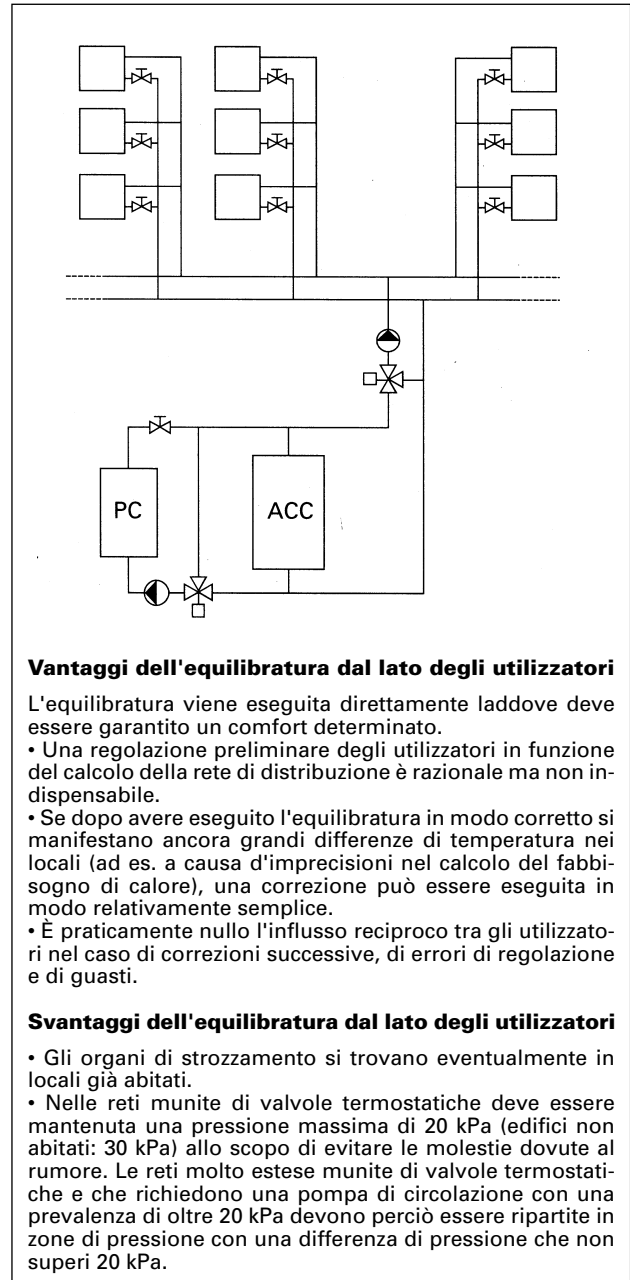 PC
ACC
Vantaggi dell'equilibratura dal lato degli utilizzatori
L'equilibratura viene eseguita direttamente laddove deve
essere garantito un comfort determinato.
• Una regolazione preliminare degli utilizzatori in funzione
del calcolo della rete di distribuzione è razionale ma non in-
dispensabile.
• Se dopo avere eseguito l'equilibratura in modo corretto si
manifestano ancora grandi differenze di temperatura nei
locali (ad es. a causa d'imprecisioni nel calcolo del fabbi-
sogno di calore), una correzione può essere eseguita in
modo relativamente semplice.
• È praticamente nullo l'influsso reciproco tra gli utilizzato-
ri nel caso di correzioni successive, di errori di regolazione
e di guasti.
Svantaggi dell'equilibratura dal lato degli utilizzatori
• Gli organi di strozzamento si trovano eventualmente in
locali già abitati.
• Nelle reti munite di valvole termostatiche deve essere
mantenuta una pressione massima di 20 kPa (edifici non
abitati: 30 kPa) allo scopo di evitare le molestie dovute al
rumore. Le reti molto estese munite di valvole termostati-
che e che richiedono una pompa di circolazione con una
prevalenza di oltre 20 kPa devono perciò essere ripartite in
zone di pressione con una differenza di pressione che non
superi 20 kPa.